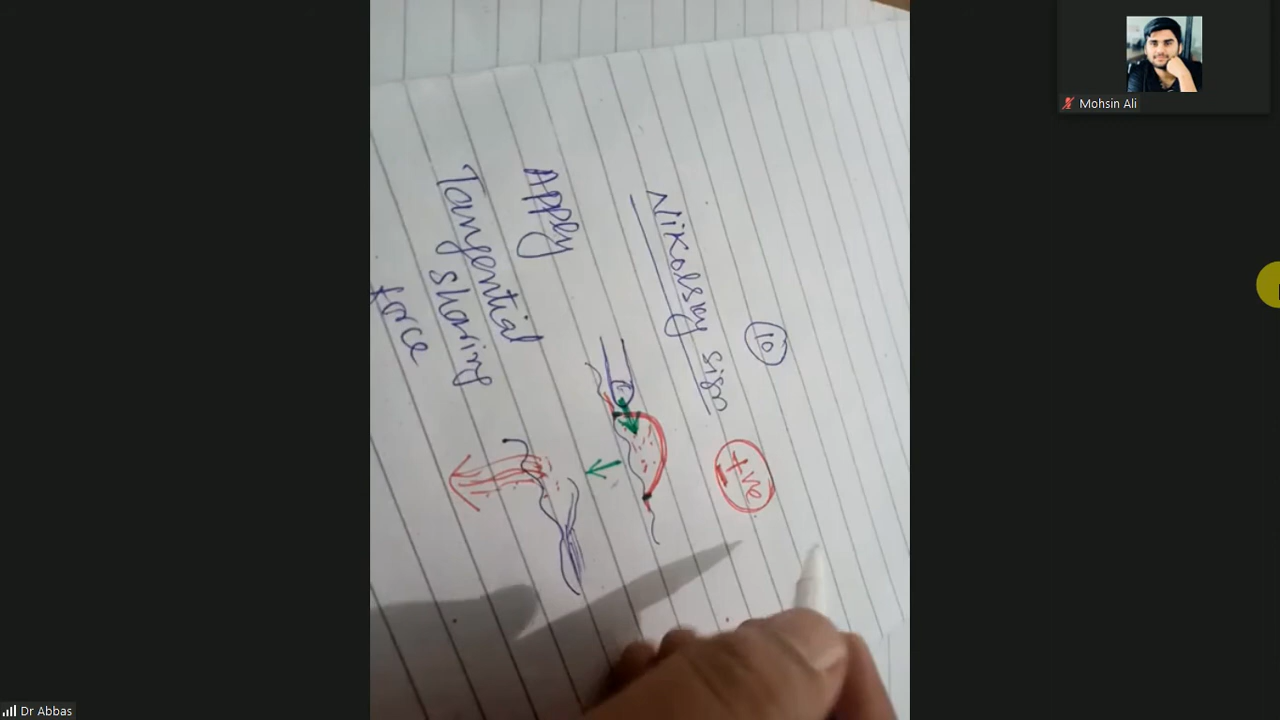 10
Nikolsky sign
+ve
Apply
Tangential
sharing
force
Mohsin Ali
Dr Abbas